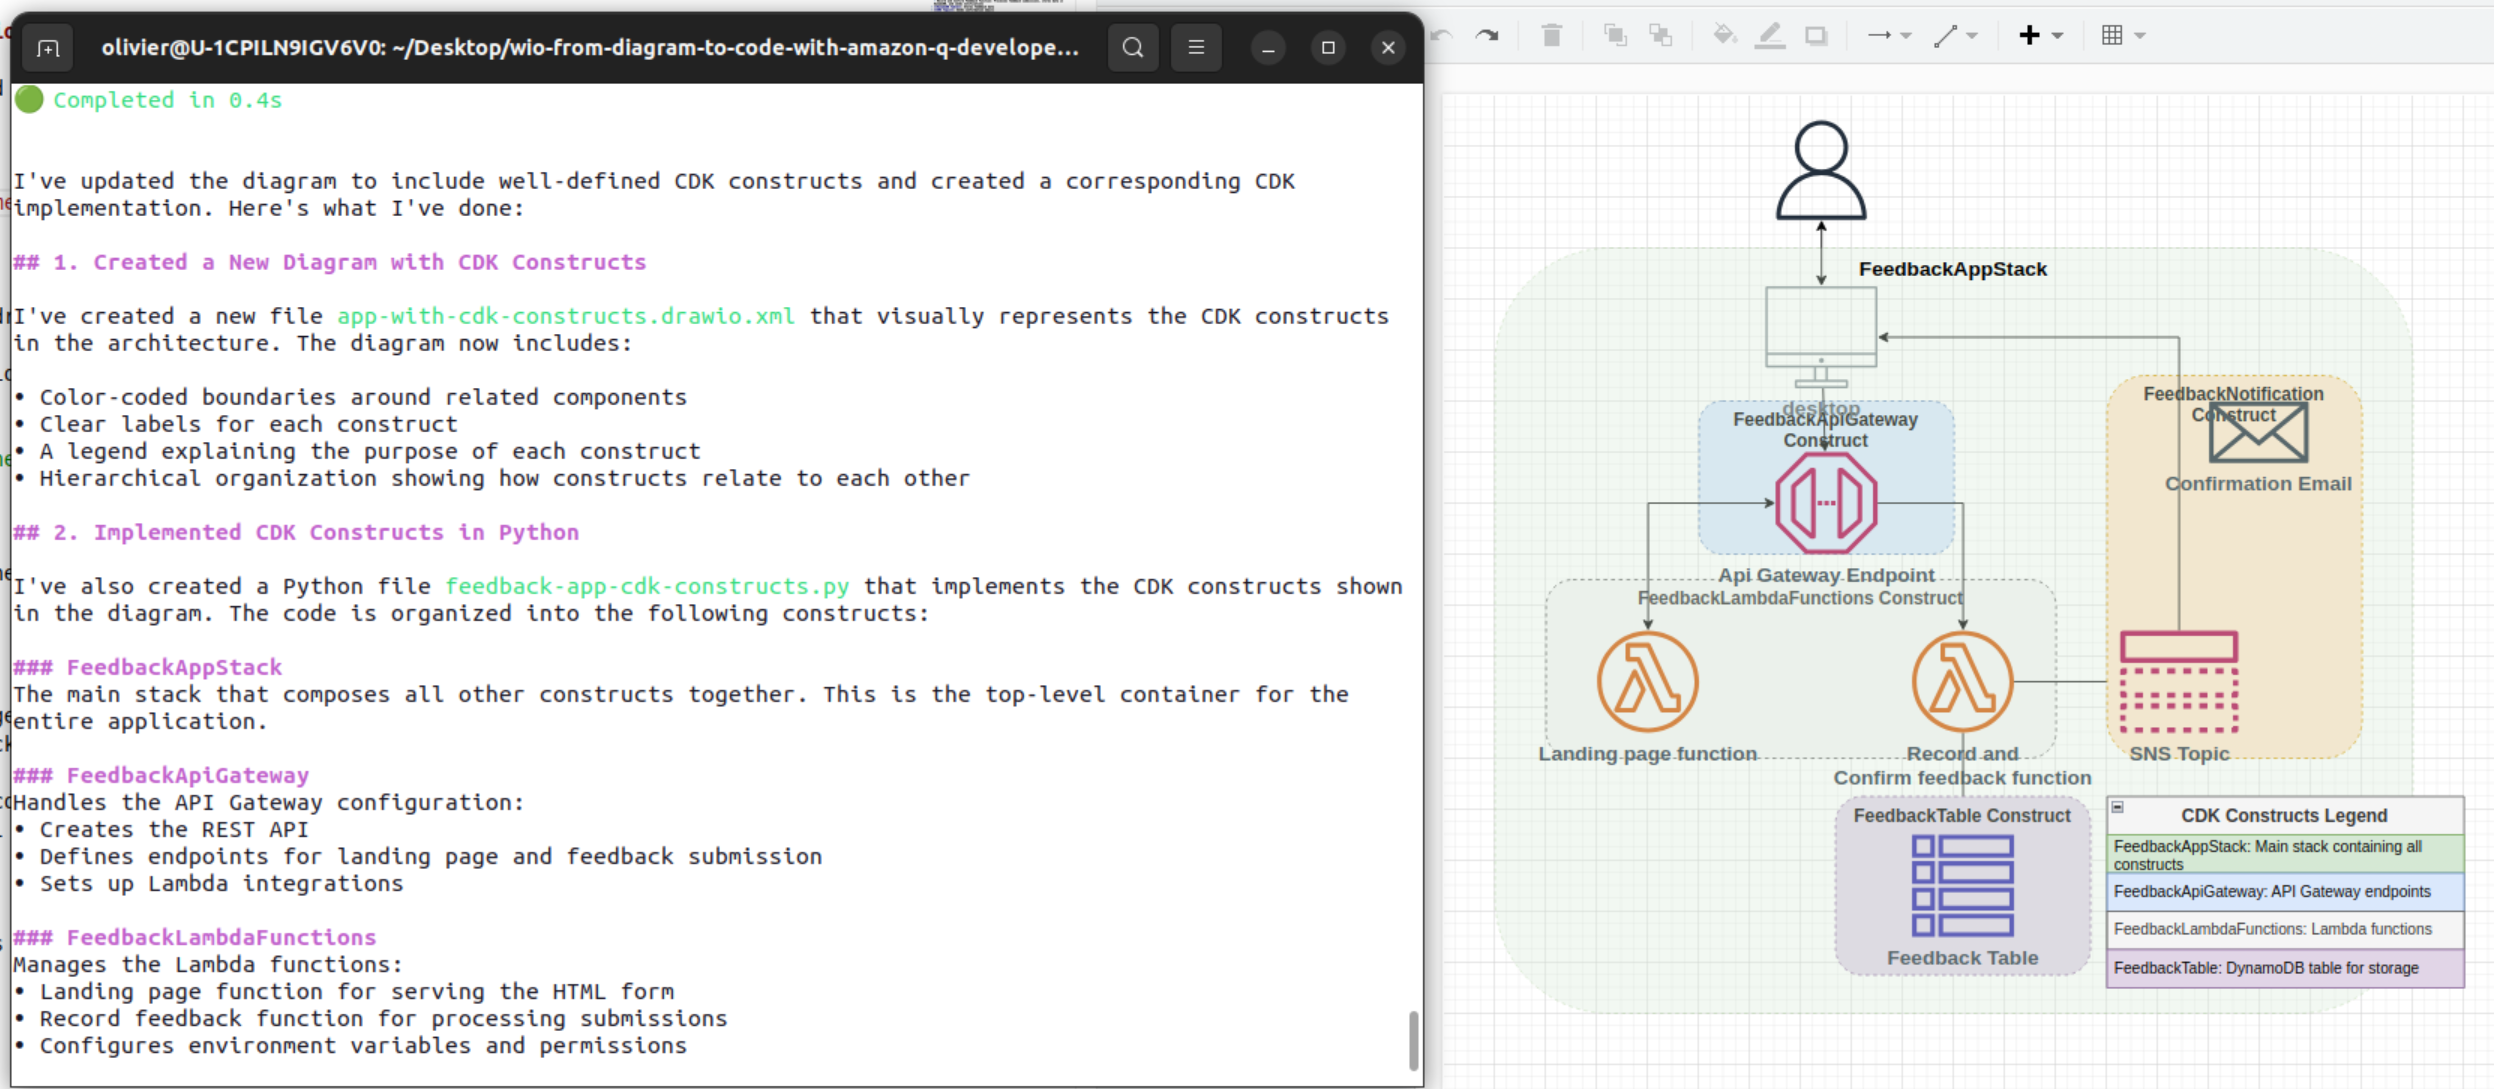 olivier@U-1CPILN9IGV6V0: ~/Desktop/wio-from-diagram-to-code-with-amazon-q-develope...
Completed in 0.4s
I've updated the diagram to include well-defined CDK constructs and created a corresponding CDK
implementation. Here's what I've done:
## 1. Created a New Diagram with CDK Constructs
I've created a new file app-with-cdk-constructs.drawio.xml that visually represents the CDK constructs
in the architecture. The diagram now includes:
• Color-coded boundaries around related components
• Clear labels for each construct
• A legend explaining the purpose of each construct
• Hierarchical organization showing how constructs relate to each other
## 2. Implemented CDK Constructs in Python
I've also created a Python file feedback-app-cdk-constructs.py that implements the CDK constructs shown
in the diagram. The code is organized into the following constructs:
### FeedbackAppStack
The main stack that composes all other constructs together. This is the top-level container for the
entire application.
### FeedbackApiGateway
Handles the API Gateway configuration:
• Creates the REST API
• Defines endpoints for landing page and feedback submission
• Sets up Lambda integrations
### FeedbackLambdaFunctions
Manages the Lambda functions:
• Landing page function for serving the HTML form
• Record feedback function for processing submissions
• Configures environment variables and permissions
FeedbackAppStack
desktop
FeedbackApiGateway
Construct
Api Gateway Endpoint
FeedbackNotification
Construct
Confirmation Email
FeedbackLambdaFunctions Construct
Landing page function
Record and
Confirm feedback function
SNS Topic
FeedbackTable Construct
Feedback Table
CDK Constructs Legend
FeedbackAppStack: Main stack containing all
constructs
FeedbackApiGateway: API Gateway endpoints
FeedbackLambdaFunctions: Lambda functions
FeedbackTable: DynamoDB table for storage